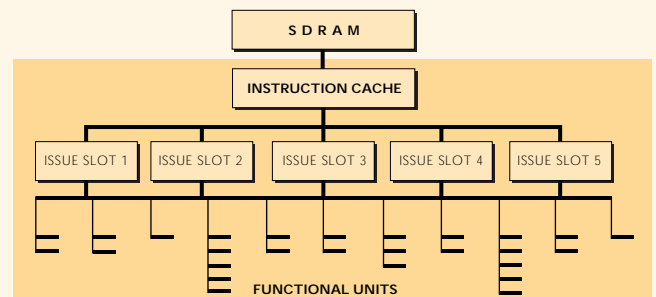 SDRAM
INSTRUCTION CACHE
ISSUE SLOT 1 ISSUE SLOT 2 ISSUE SLOT 3 ISSUE SLOT 4 ISSUE SLOT 5
FUNCTIONAL UNITS